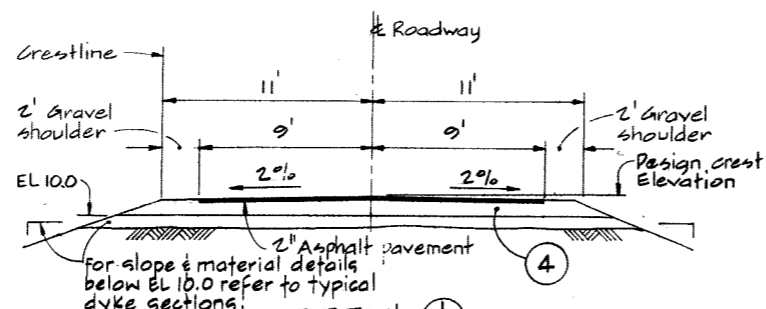 ℄ Roadway
Crestline
11' 11'
2' Gravel
shoulder
2' Gravel
shoulder
9' 9'
Design crest
Elevation
EL 10.0
2% 2%
2" Asphalt pavement
4
For slope & material details
below EL 10.0 refer to typical
dyke sections.